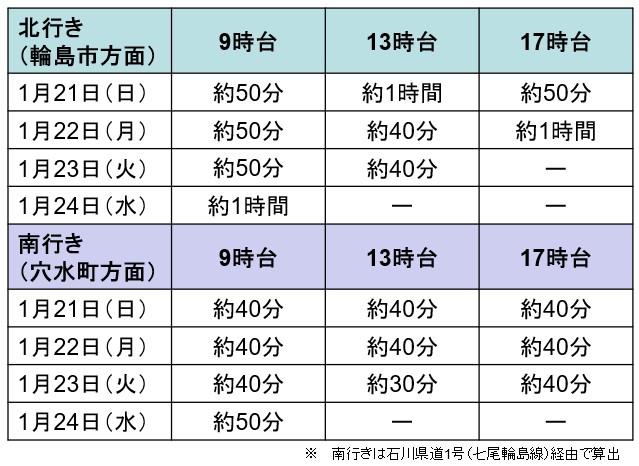 北行き
（輪島市方面） 9時台 13時台 17時台
1月21日（日） 約50分 約1時間 約50分
1月22日（月） 約50分 約40分 約1時間
1月23日（火） 約50分 約40分 ―
1月24日（水） 約1時間 ― ―
南行き
（穴水町方面） 9時台 13時台 17時台
1月21日（日） 約40分 約40分 約40分
1月22日（月） 約40分 約40分 約40分
1月23日（火） 約40分 約30分 約40分
1月24日（水） 約50分 ― ―
※　南行きは石川県道1号（七尾輪島線）経由で算出